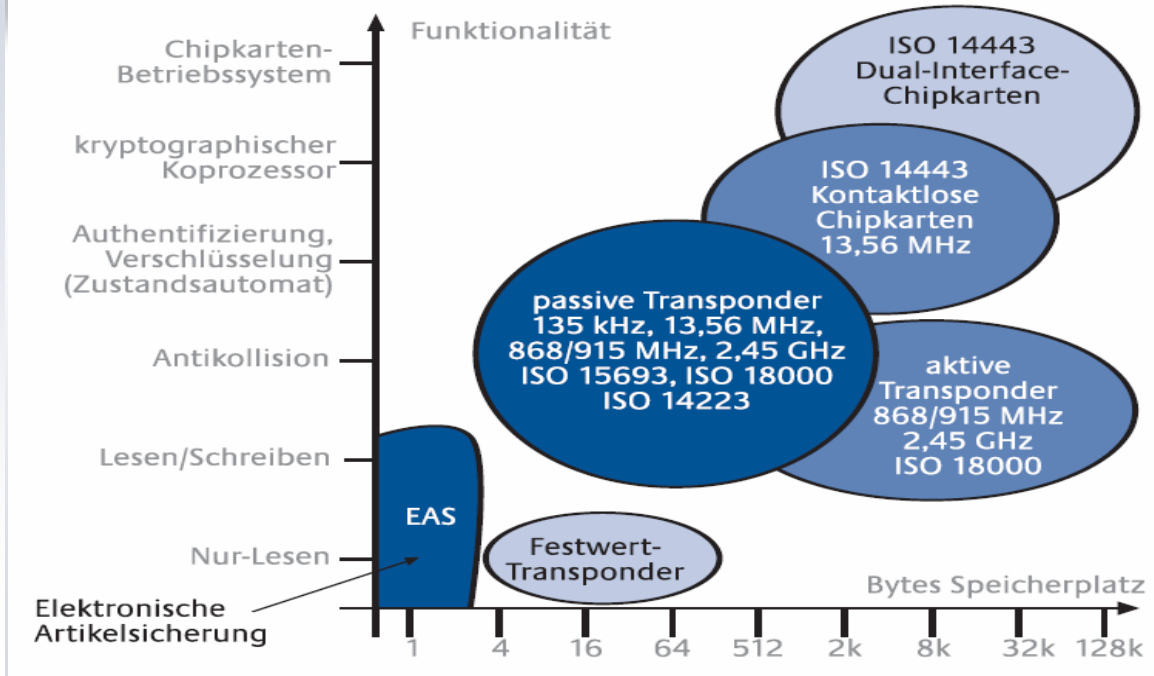 Funktionalität
Chipkarten-
Betriebssystem
kryptographischer
Koprozessor
Authentifizierung,
Verschlüsselung
(Zustandsautomat)
Antikollision
Lesen/Schreiben
Nur-Lesen
Elektronische
Artikelsicherung
ISO 14443
Dual-Interface-
Chipkarten
ISO 14443
Kontaktlose
Chipkarten
13,56 MHz
passive Transponder
135 kHz, 13,56 MHz,
868/915 MHz, 2,45 GHz
ISO 15693, ISO 18000
ISO 14223
aktive
Transponder
868/915 MHz
2,45 GHz
ISO 18000
EAS
Festwert-
Transponder
Bytes Speicherplatz
1 4 16 64 512 2k 8k 32k 128k